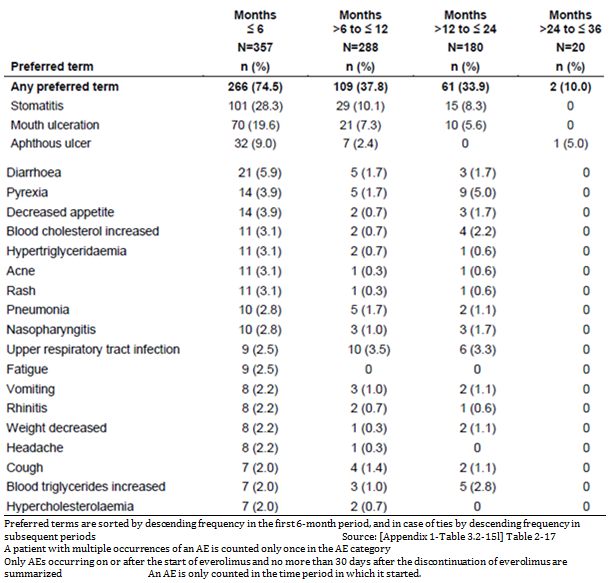 Months Months Months Months
≤ 6 >6 to ≤ 12 >12 to ≤ 24 >24 to ≤ 36
N=357 N=288 N=180 N=20
Preferred term n (%) n (%) n (%) n (%)
Any preferred term 266 (74.5) 109 (37.8) 61 (33.9) 2 (10.0)
Stomatitis 101 (28.3) 29 (10.1) 15 (8.3) 0
Mouth ulceration 70 (19.6) 21 (7.3) 10 (5.6) 0
Aphthous ulcer 32 (9.0) 7 (2.4) 0 1 (5.0)
Diarrhoea 21 (5.9) 5 (1.7) 3 (1.7) 0
Pyrexia 14 (3.9) 5 (1.7) 9 (5.0) 0
Decreased appetite 14 (3.9) 2 (0.7) 3 (1.7) 0
Blood cholesterol increased 11 (3.1) 2 (0.7) 4 (2.2) 0
Hypertriglyceridaemia 11 (3.1) 2 (0.7) 1 (0.6) 0
Acne 11 (3.1) 1 (0.3) 1 (0.6) 0
Rash 11 (3.1) 1 (0.3) 1 (0.6) 0
Pneumonia 10 (2.8) 5 (1.7) 2 (1.1) 0
Nasopharyngitis 10 (2.8) 3 (1.0) 3 (1.7) 0
Upper respiratory tract infection 9 (2.5) 10 (3.5) 6 (3.3) 0
Fatigue 9 (2.5) 0 0 0
Vomiting 8 (2.2) 3 (1.0) 2 (1.1) 0
Rhinitis 8 (2.2) 2 (0.7) 1 (0.6) 0
Weight decreased 8 (2.2) 1 (0.3) 2 (1.1) 0
Headache 8 (2.2) 1 (0.3) 0 0
Cough 7 (2.0) 4 (1.4) 2 (1.1) 0
Blood triglycerides increased 7 (2.0) 3 (1.0) 5 (2.8) 0
Hypercholesterolaemia 7 (2.0) 2 (0.7) 0 0
Preferred terms are sorted by descending frequency in the first 6-month period, and in case of ties by descending frequency in
subsequent periods Source: [Appendix 1-Table 3.2-15l] Table 2-17
A patient with multiple occurrences of an AE is counted only once in the AE category
Only AEs occurring on or after the start of everolimus and no more than 30 days after the discontinuation of everolimus are
summarized An AE is only counted in the time period in which it started.